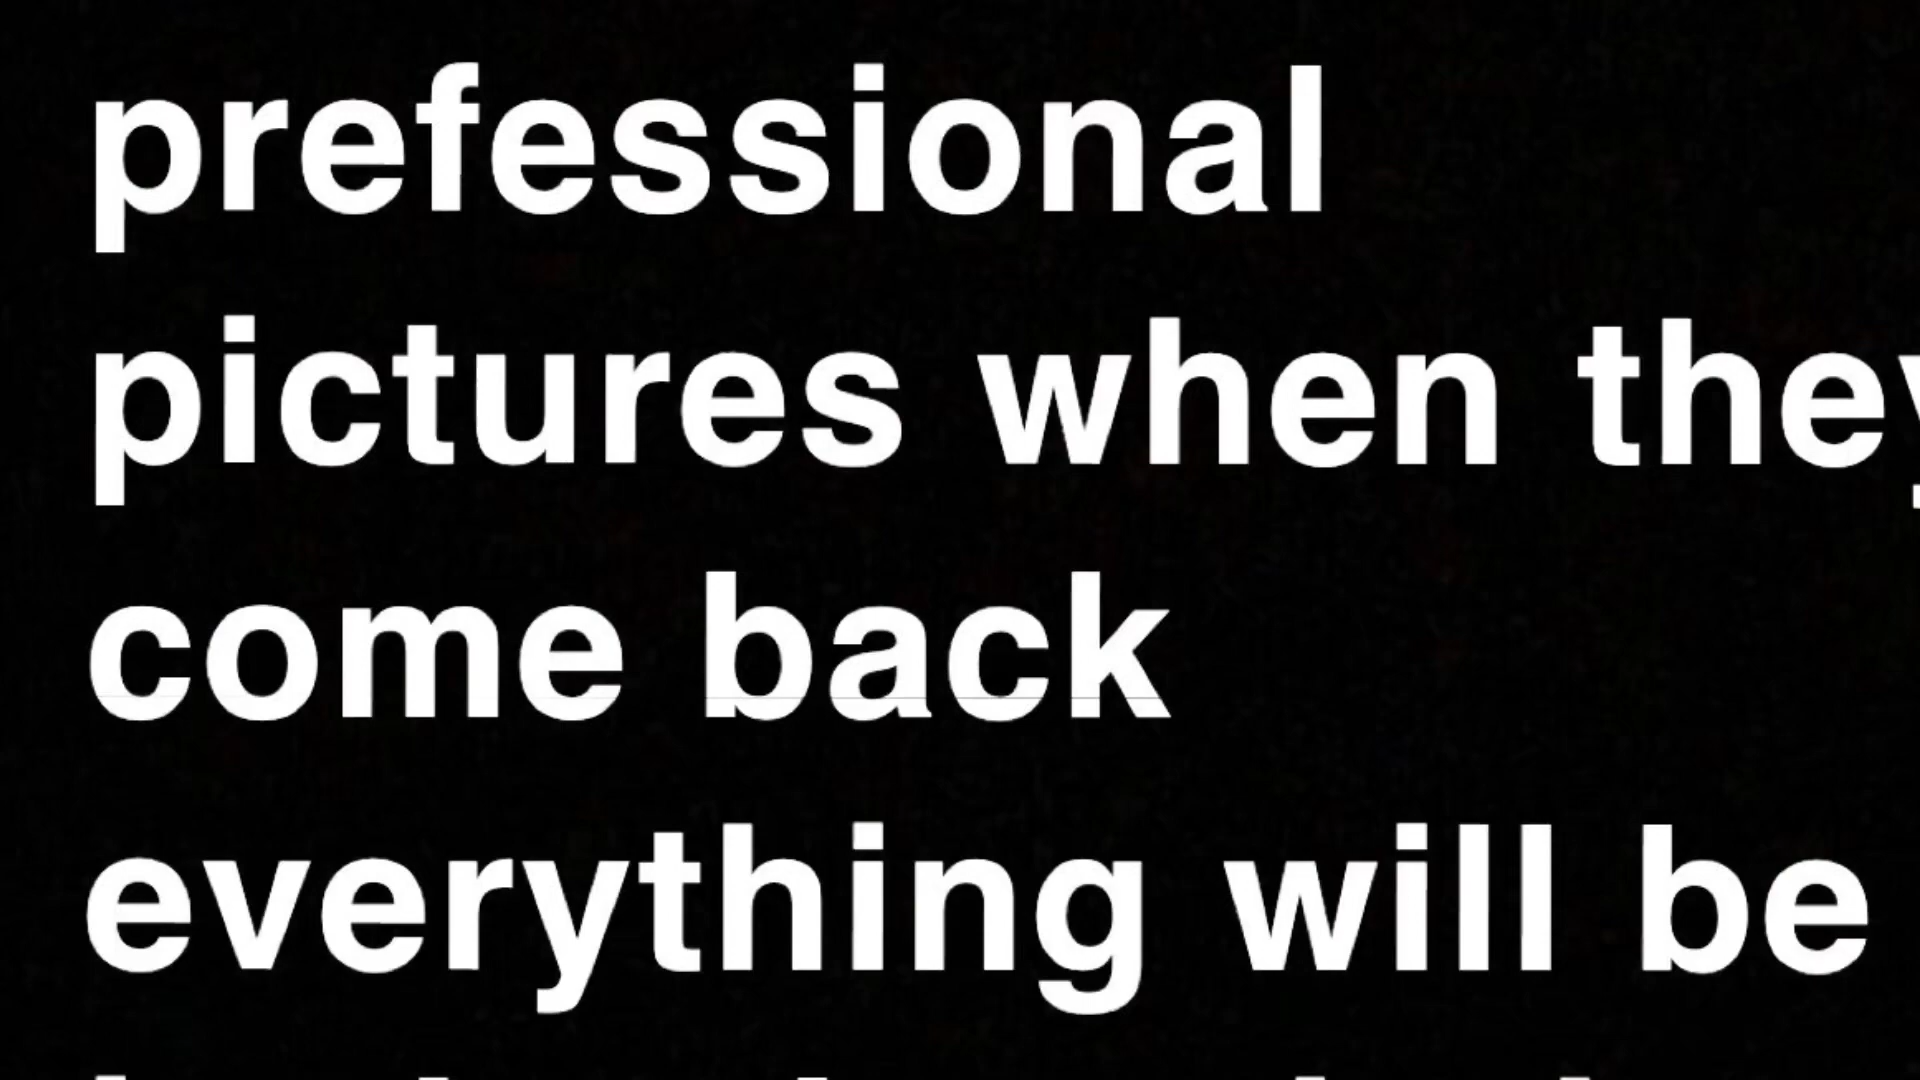 prefessional
pictures when they
come back
everything will be